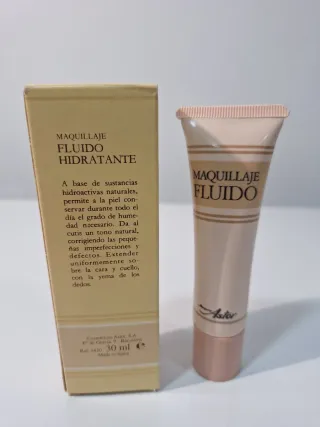 MAQUILLAJE
FLUIDO
HIDRATANTE
A base de sustancias
hidroactivas naturales,
permite a la piel con-
servar durante todo el
día el grado de hume-
dad necesario. Da al
cutis un tono natural,
corrigiendo las peque-
ñas imperfecciones y
defectos. Extender
uniformemente so-
bre la cara y cuello,
con la yema de los
dedos.
30 ml e
MAQUILLAJE
FLUIDO
Astor